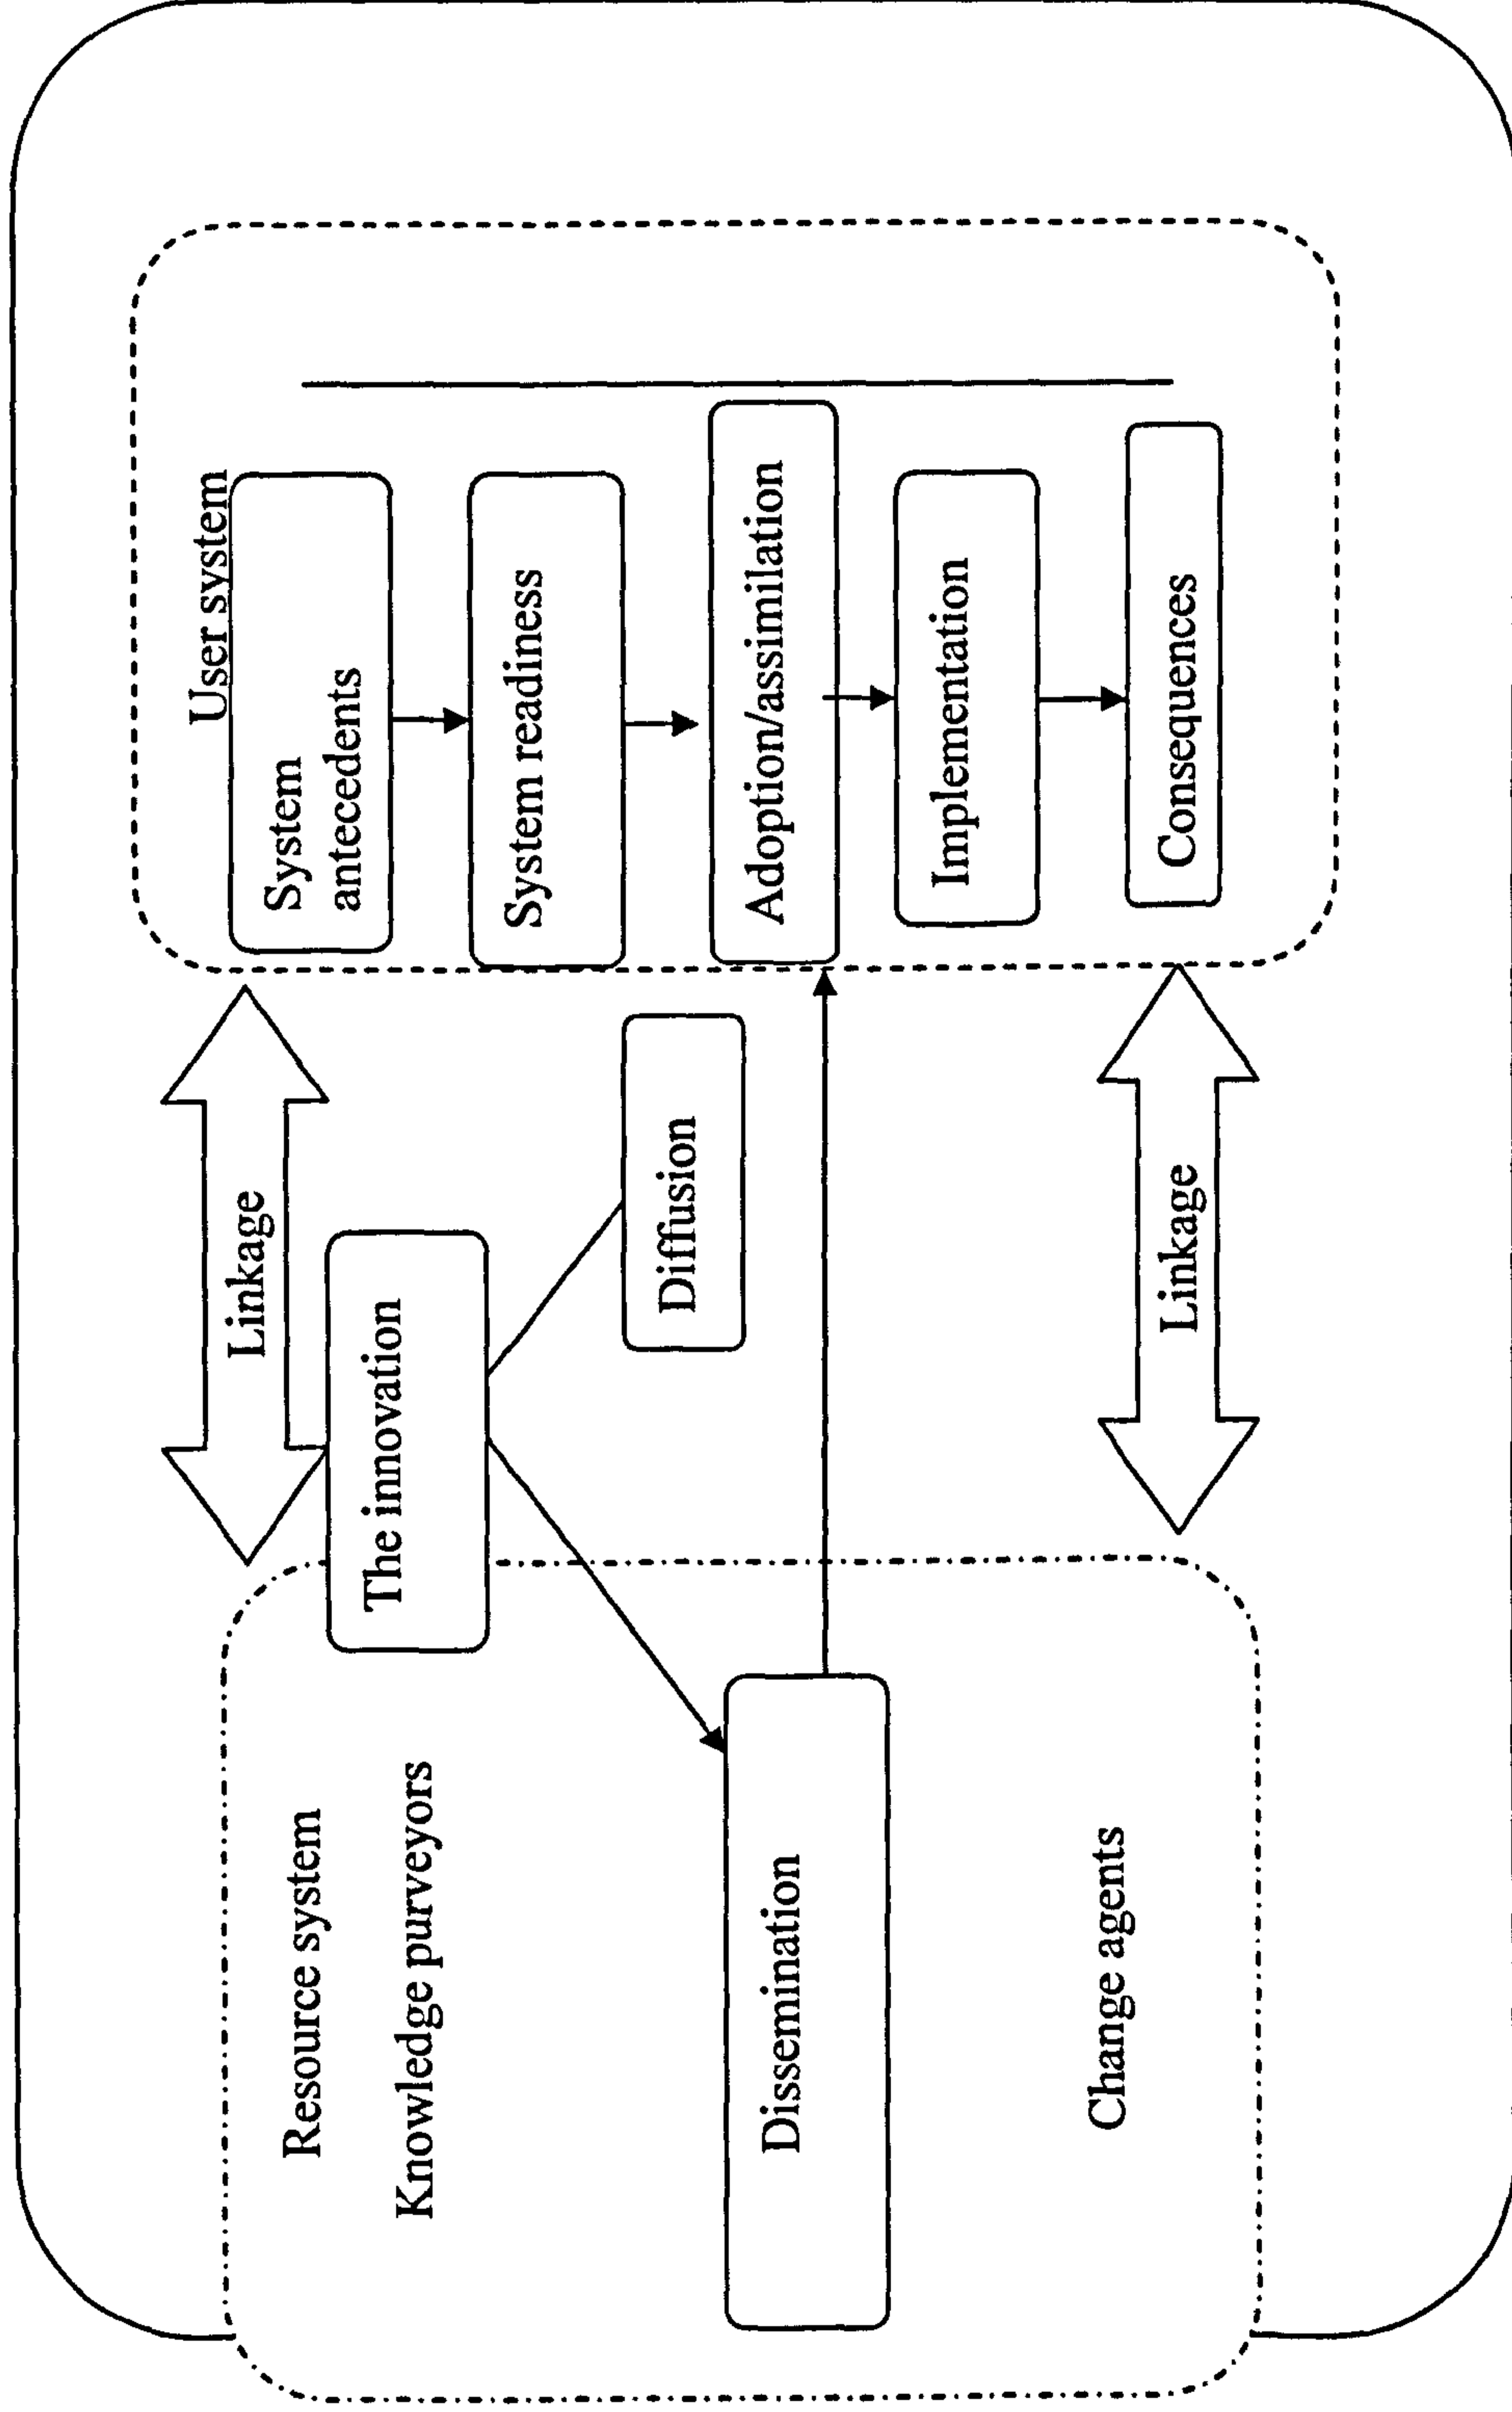 Resource system
Knowledge purveyors
Dissemination
Change agents
Linkage
The innovation
Diffusion
Linkage
User system
System
antecedents
System readiness
Adoption/assimilation
Implementation
Consequences